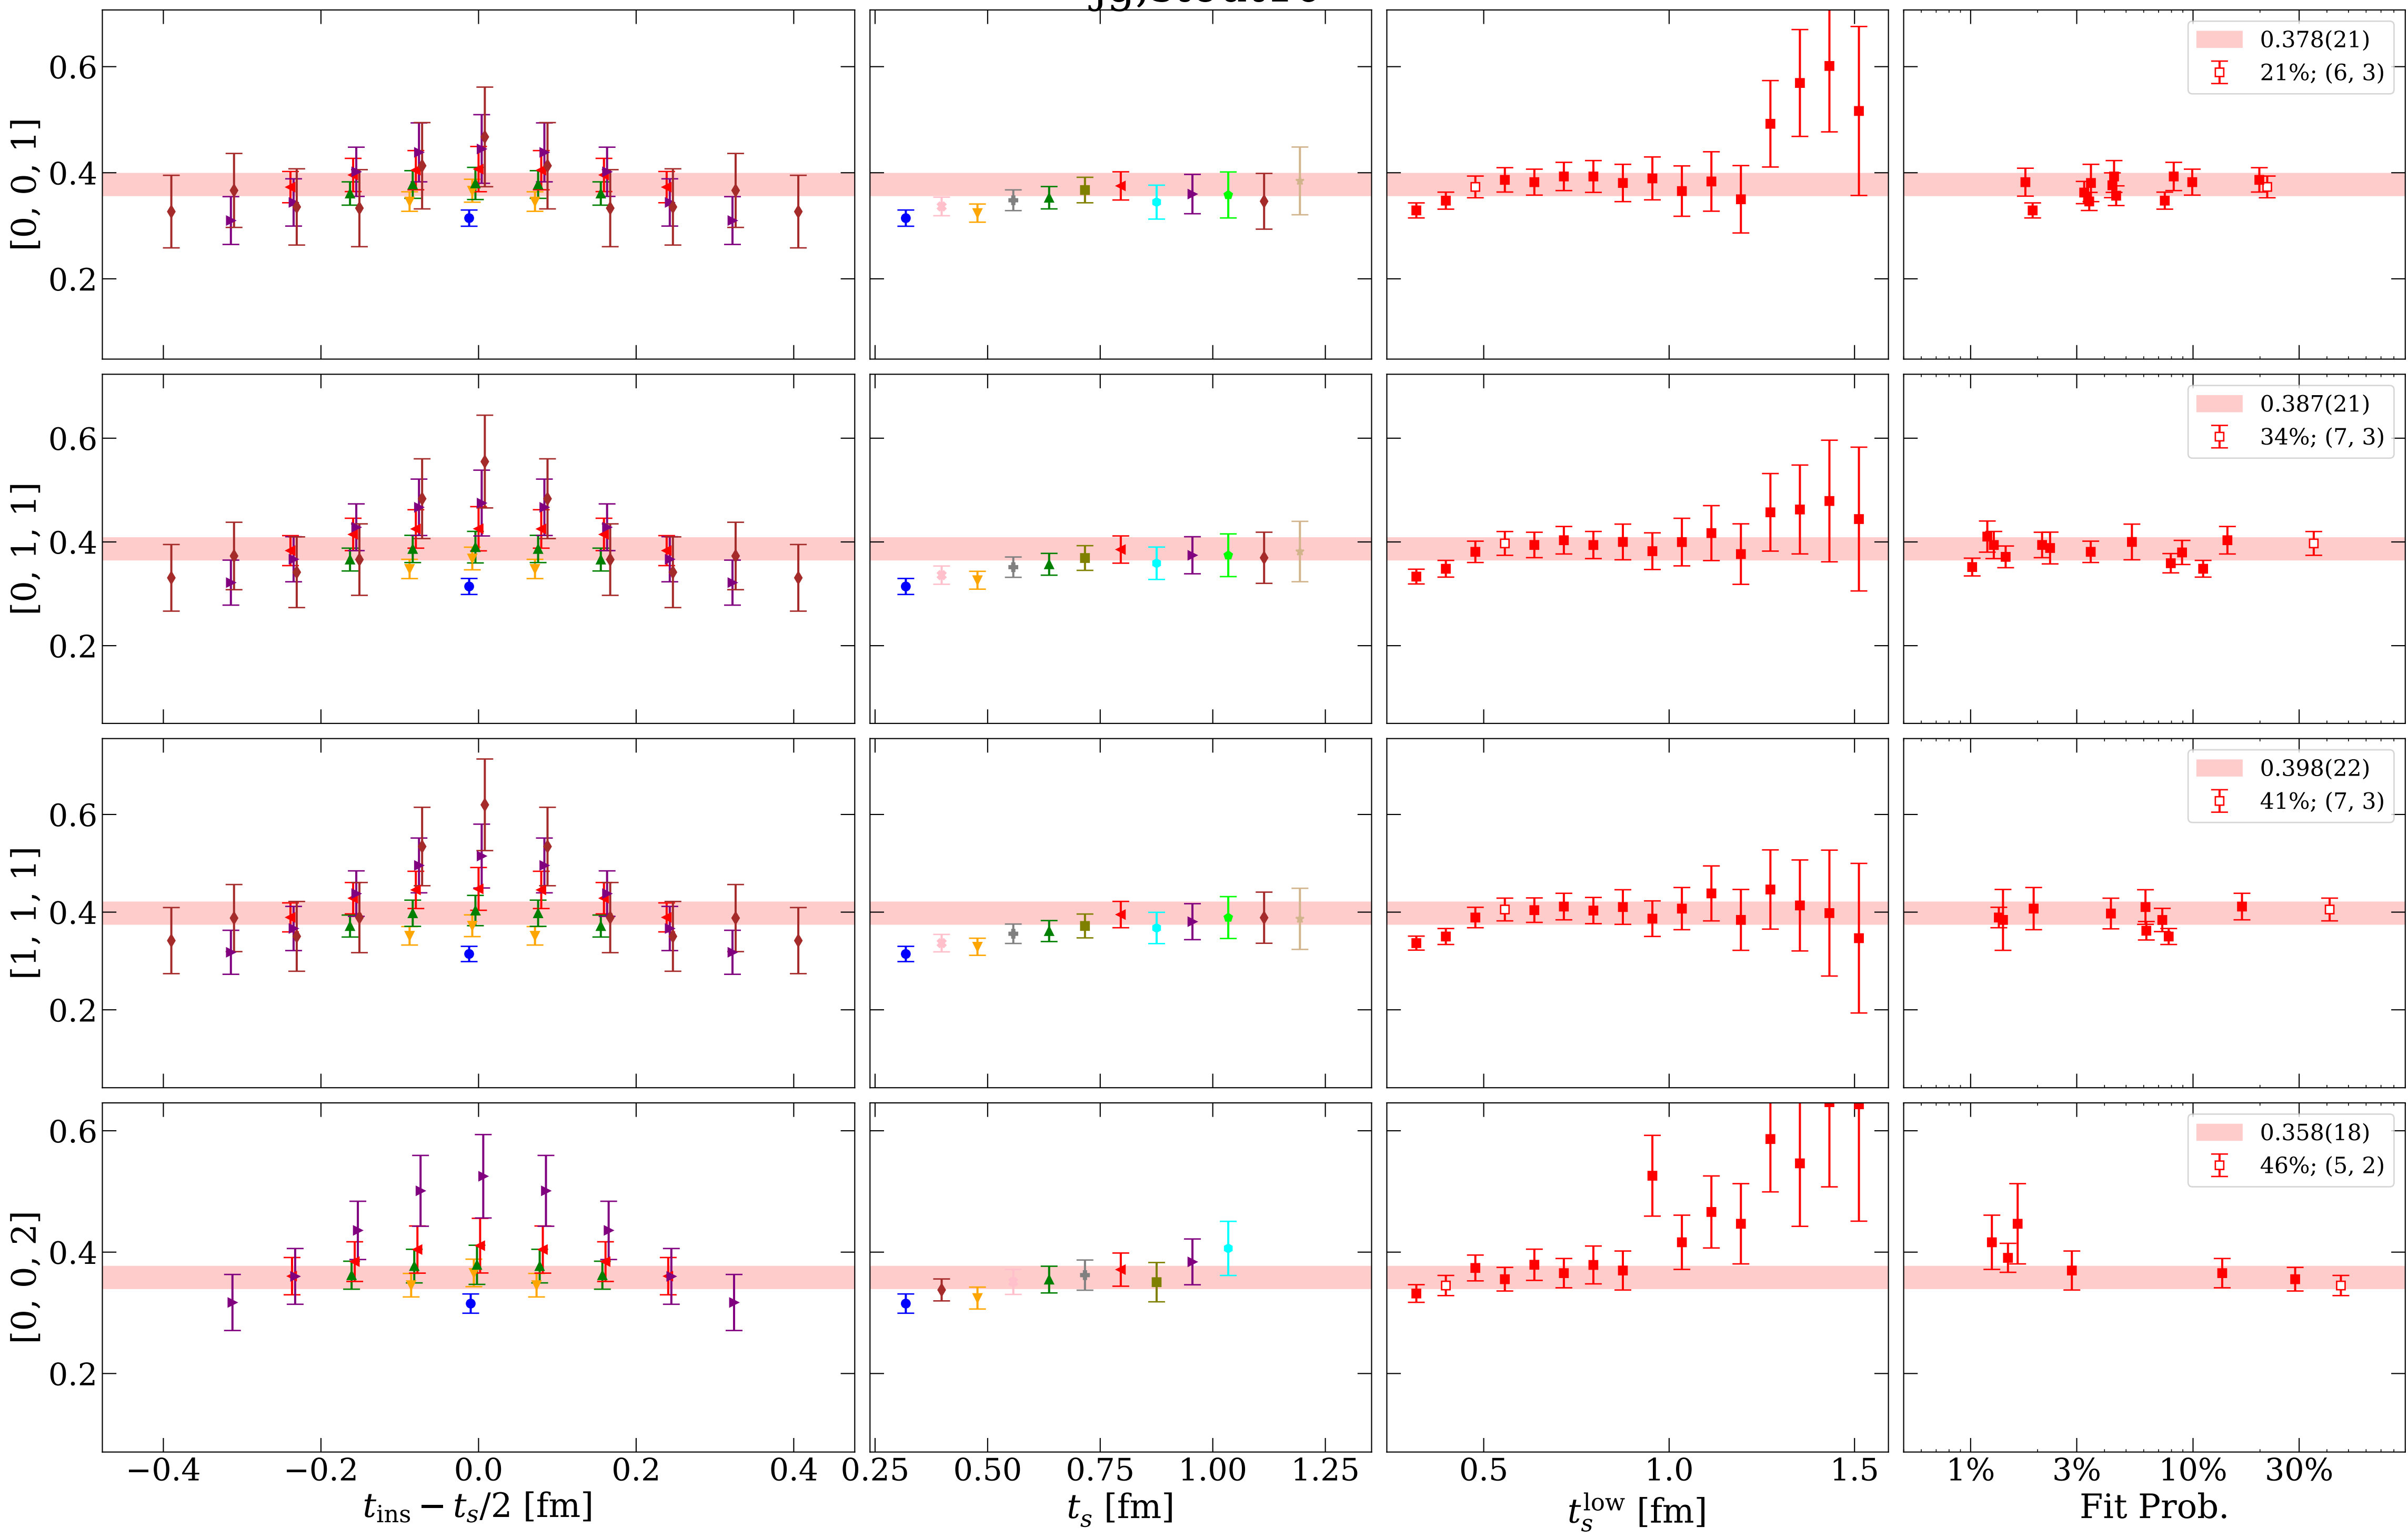 [0, 0, 1]
0.6
0.4
0.2
0.378(21)
21%; (6, 3)
[0, 1, 1]
0.6
0.4
0.2
0.387(21)
34%; (7, 3)
[1, 1, 1]
0.6
0.4
0.2
0.398(22)
41%; (7, 3)
[0, 0, 2]
0.6
0.4
0.2
0.358(18)
46%; (5, 2)
−0.4 −0.2 0.0 0.2 0.4 0.25 0.50 0.75 1.00 1.25 0.5 1.0 1.5 1% 3% 10% 30%
t_ins − t_s/2 [fm] t_s [fm] t_s^low [fm] Fit Prob.